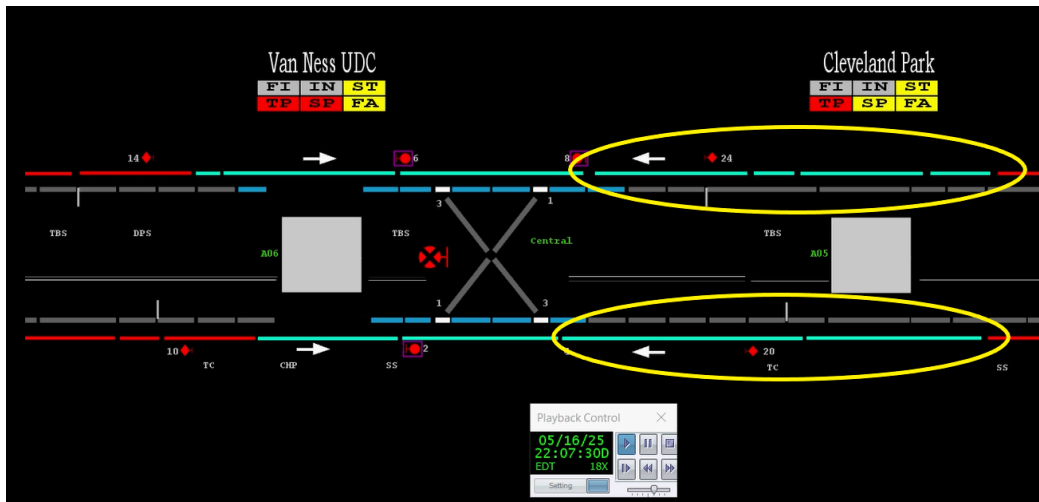 Van Ness UDC
Cleveland Park
FI IN ST
TP SP FA
FI IN ST
TP SP FA
14
6
8
24
3
1
TBS
DPS
TBS
Central
TBS
A06
A05
1
3
10
2
20
TC
CHP
SS
TC
SS
Playback Control
05/16/25
22:07:30D
EDT 18X
Setting